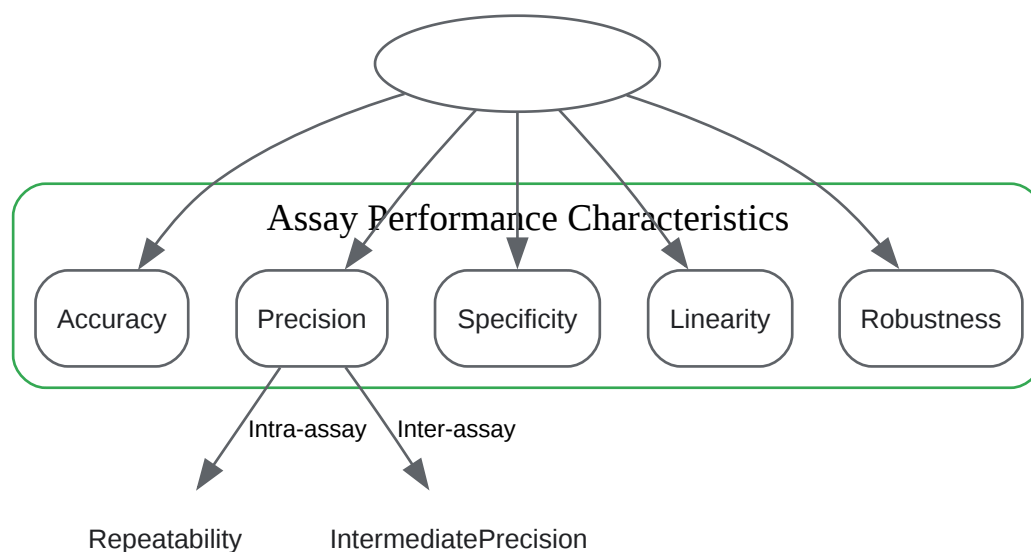 Assay Performance Characteristics
Accuracy
Precision
Specificity
Linearity
Robustness
Intra-assay
Inter-assay
Repeatability
IntermediatePrecision